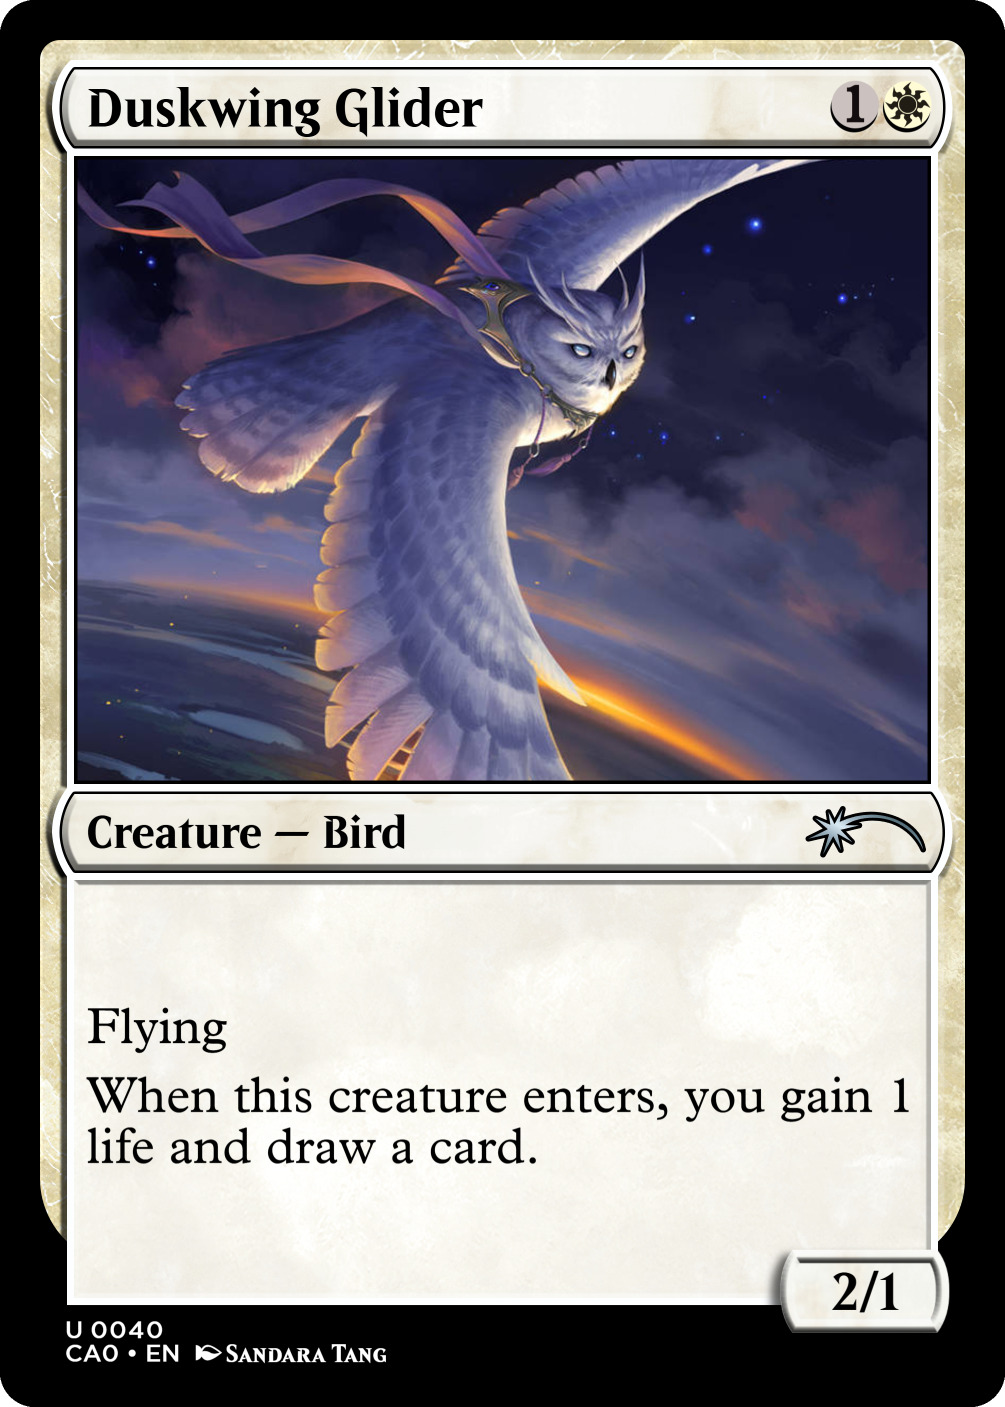 Duskwing Glider 1
Creature — Bird
Flying
When this creature enters, you gain 1
life and draw a card.
2/1
U 0040
CAO • EN SANDARA TANG